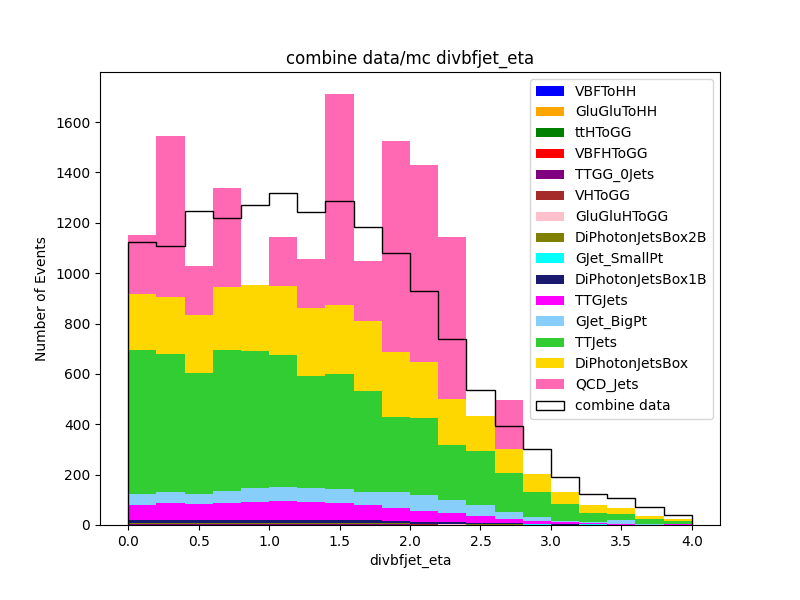 combine data/mc divbfjet_eta
Number of Events
1600
1400
1200
1000
800
600
400
200
0
0.0 0.5 1.0 1.5 2.0 2.5 3.0 3.5 4.0
divbfjet_eta
VBFToHH
GluGluToHH
ttHToGG
VBFHToGG
TTGG_0Jets
VHToGG
GluGluHToGG
DiPhotonJetsBox2B
GJet_SmallPt
DiPhotonJetsBox1B
TTGJets
GJet_BigPt
TTJets
DiPhotonJetsBox
QCD_Jets
combine data